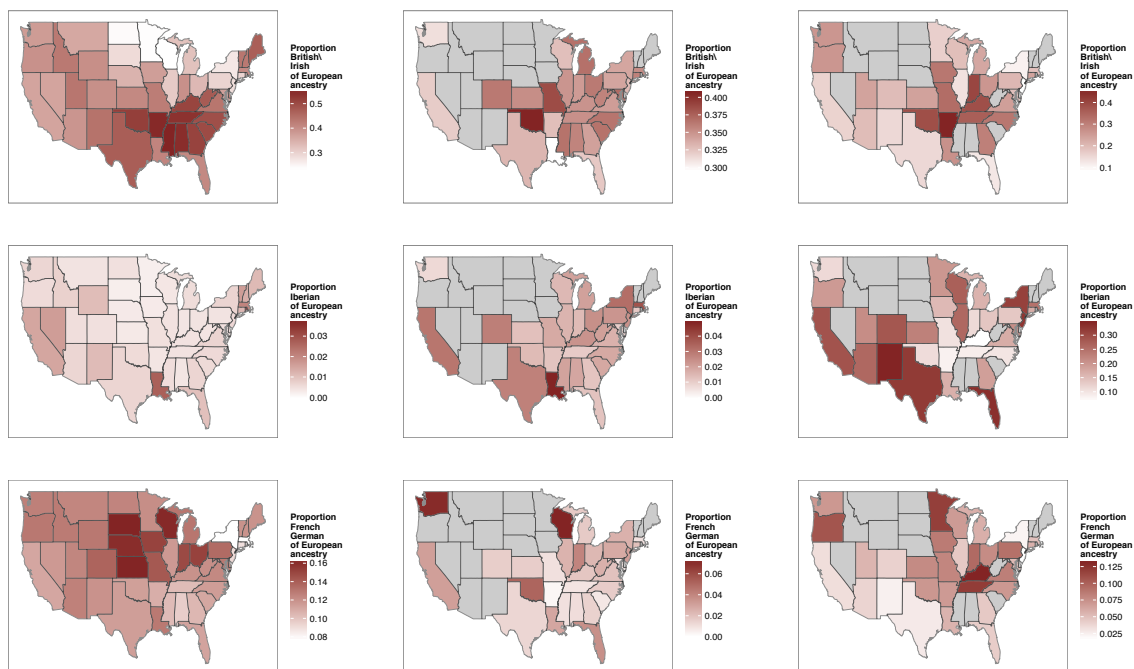 Proportion
British\
Irish
of European
ancestry
0.5
0.4
0.3
Proportion
British\
Irish
of European
ancestry
0.400
0.375
0.350
0.325
0.300
Proportion
British\
Irish
of European
ancestry
0.4
0.3
0.2
0.1
Proportion
Iberian
of European
ancestry
0.03
0.02
0.01
0.00
Proportion
Iberian
of European
ancestry
0.04
0.03
0.02
0.01
0.00
Proportion
Iberian
of European
ancestry
0.30
0.25
0.20
0.15
0.10
Proportion
French
German
of European
ancestry
0.16
0.14
0.12
0.10
0.08
Proportion
French
German
of European
ancestry
0.06
0.04
0.02
0.00
Proportion
French
German
of European
ancestry
0.125
0.100
0.075
0.050
0.025